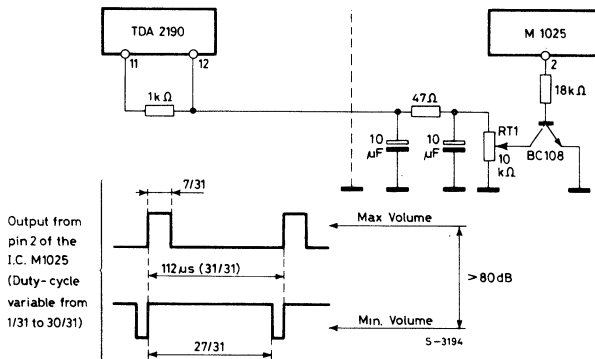 TDA 2190
M 1025
11
12
2
1kΩ
47Ω
18kΩ
10
µF
10
µF
RT1
10
kΩ
BC108
7/31
Output from
pin 2 of the
I.C. M1025
(Duty-cycle
variable from
1/31 to 30/31)
Max Volume
112µs (31/31)
>80dB
Min. Volume
S-3194
27/31